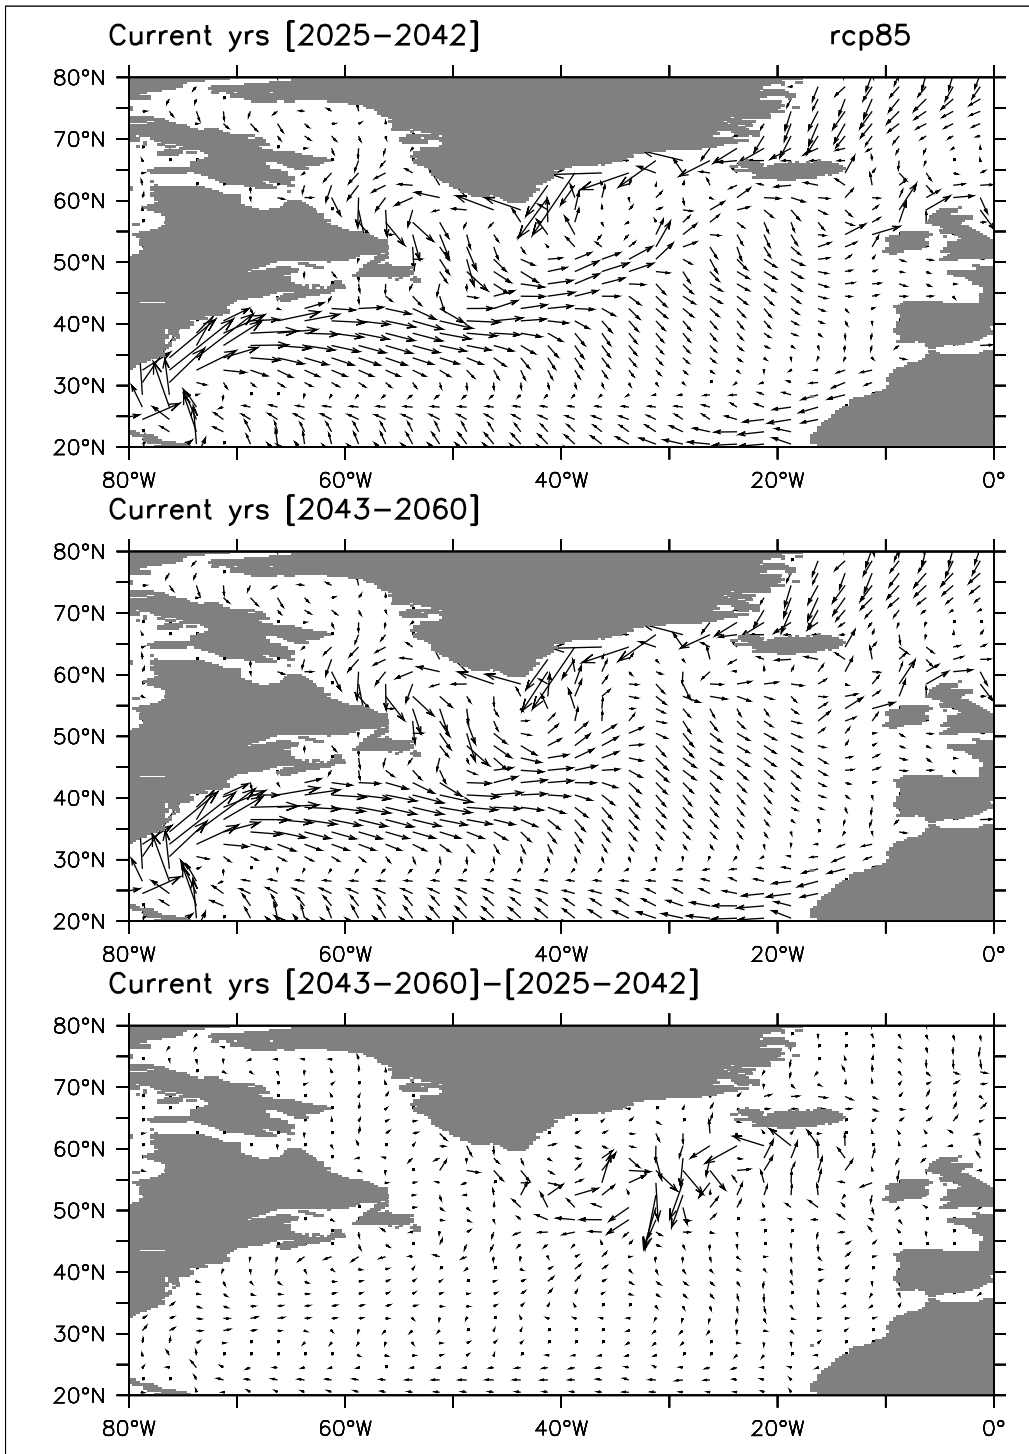 Current yrs [2025-2042] rcp85
80°N
70°N
60°N
50°N
40°N
30°N
20°N
80°W 60°W 40°W 20°W 0°
Current yrs [2043-2060]
80°N
70°N
60°N
50°N
40°N
30°N
20°N
80°W 60°W 40°W 20°W 0°
Current yrs [2043-2060]-[2025-2042]
80°N
70°N
60°N
50°N
40°N
30°N
20°N
80°W 60°W 40°W 20°W 0°